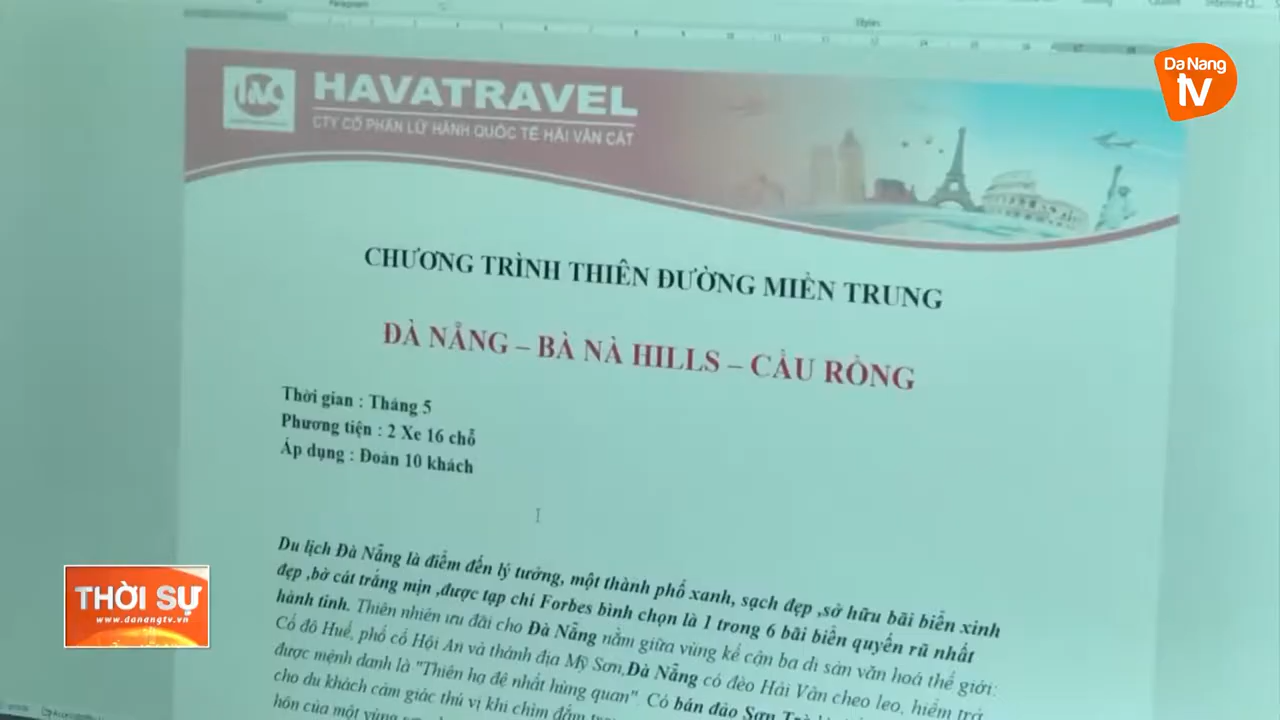 Paragraph
Styles
Da Nang
tv
HAVATRAVEL
CTY CỔ PHẦN LỮ HÀNH QUỐC TẾ HẢI VÂN CÁT
CHƯƠNG TRÌNH THIÊN ĐƯỜNG MIỀN TRUNG
ĐÀ NẴNG – BÀ NÀ HILLS – CẦU RỒNG
Thời gian : Tháng 5
Phương tiện : 2 Xe 16 chỗ
Áp dụng : Đoàn 10 khách
Du lịch Đà Nẵng là điểm đến lý tưởng, một thành phố xanh, sạch đẹp ,sở hữu bãi biển xinh
đẹp ,bờ cát trắng mịn ,được tạp chí Forbes bình chọn là 1 trong 6 bãi biển quyến rũ nhất
hành tinh. Thiên nhiên ưu đãi cho Đà Nẵng nằm giữa vùng kế cận ba di sản văn hoá thế giới:
Cố đô Huế, phố cổ Hội An và thánh địa Mỹ Sơn,Đà Nẵng có đèo Hải Vân cheo leo, hiểm trở
được mệnh danh là "Thiên hạ đệ nhất hùng quan". Có bán đảo Sơn Trà
cho du khách cảm giác thú vị khi chìm đắm
hồn của một vùng
THỜI SỰ
www.danangtv.vn